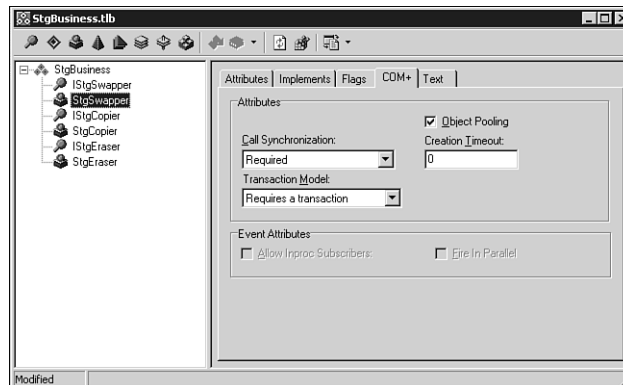 StgBusiness.tlb
StgBusiness
IStgSwapper
StgSwapper
IStgCopier
StgCopier
IStgEraser
StgEraser
Attributes Implements Flags COM+ Text
Attributes
Object Pooling
Call Synchronization: Creation Timeout:
Required 0
Transaction Model:
Requires a transaction
Event Attributes
Allow Inproc Subscribers: Fire In Parallel
Modified